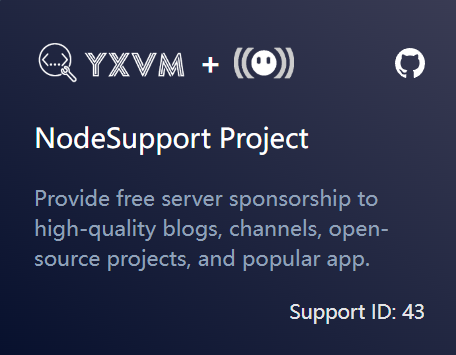 YXVM +
NodeSupport Project
Provide free server sponsorship to
high-quality blogs, channels, open-
source projects, and popular app.
Support ID: 43